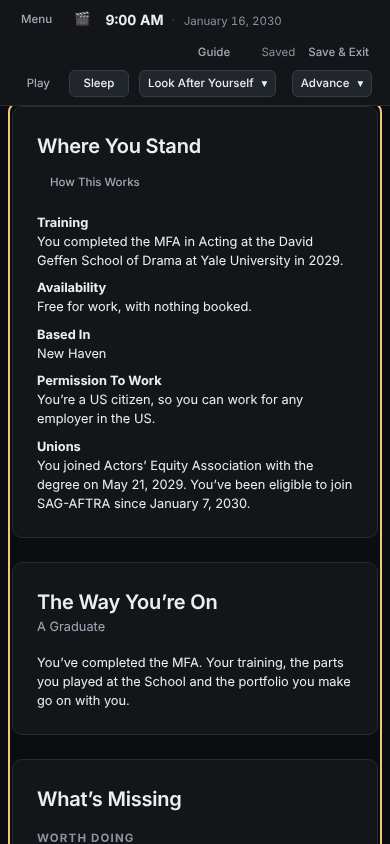 Menu 🎬 9:00 AM · January 16, 2030
Guide Saved Save & Exit
Play Sleep Look After Yourself ▾ Advance ▾
Where You Stand
How This Works
Training
You completed the MFA in Acting at the David
Geffen School of Drama at Yale University in 2029.
Availability
Free for work, with nothing booked.
Based In
New Haven
Permission To Work
You’re a US citizen, so you can work for any
employer in the US.
Unions
You joined Actors’ Equity Association with the
degree on May 21, 2029. You’ve been eligible to join
SAG-AFTRA since January 7, 2030.
The Way You’re On
A Graduate
You’ve completed the MFA. Your training, the parts
you played at the School and the portfolio you make
go on with you.
What’s Missing
WORTH DOING